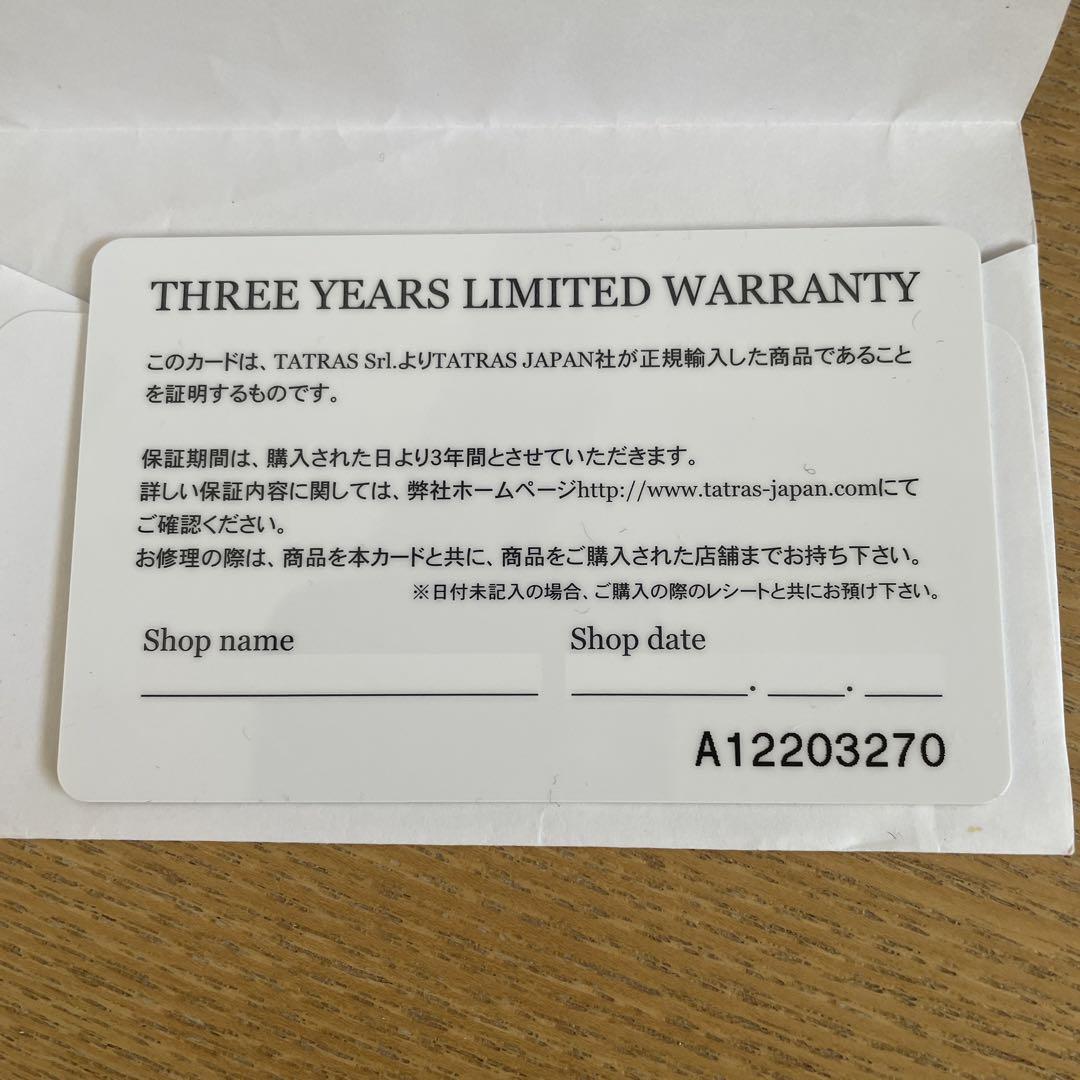 THREE YEARS LIMITED WARRANTY
このカードは、TATRAS Srl.よりTATRAS JAPAN社が正規輸入した商品であること
を証明するものです。
保証期間は、購入された日より3年間とさせていただきます。
詳しい保証内容に関しては、弊社ホームページhttp://www.tatras-japan.comにて
ご確認ください。
お修理の際は、商品を本カードと共に、商品をご購入された店舗までお持ち下さい。
※日付未記入の場合、ご購入の際のレシートと共にお預け下さい。
Shop name Shop date
A12203270